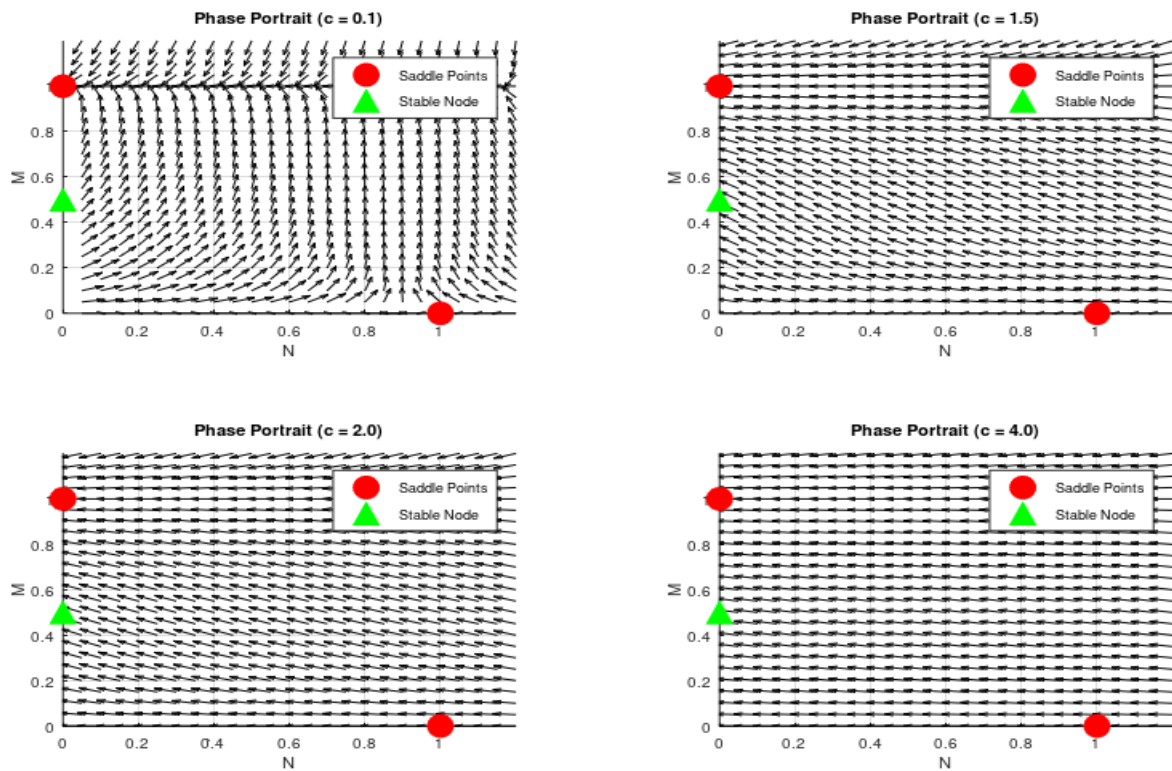 Phase Portrait (c = 0.1)
Saddle Points
Stable Node
M
0.8
0.6
0.4
0.2
0
0 0.2 0.4 0.6 0.8 1
N
Phase Portrait (c = 1.5)
Saddle Points
Stable Node
M
0.8
0.6
0.4
0.2
0
0 0.2 0.4 0.6 0.8 1
N
Phase Portrait (c = 2.0)
Saddle Points
Stable Node
M
0.8
0.6
0.4
0.2
0
0 0.2 0.4 0.6 0.8 1
N
Phase Portrait (c = 4.0)
Saddle Points
Stable Node
M
0.8
0.6
0.4
0.2
0
0 0.2 0.4 0.6 0.8 1
N